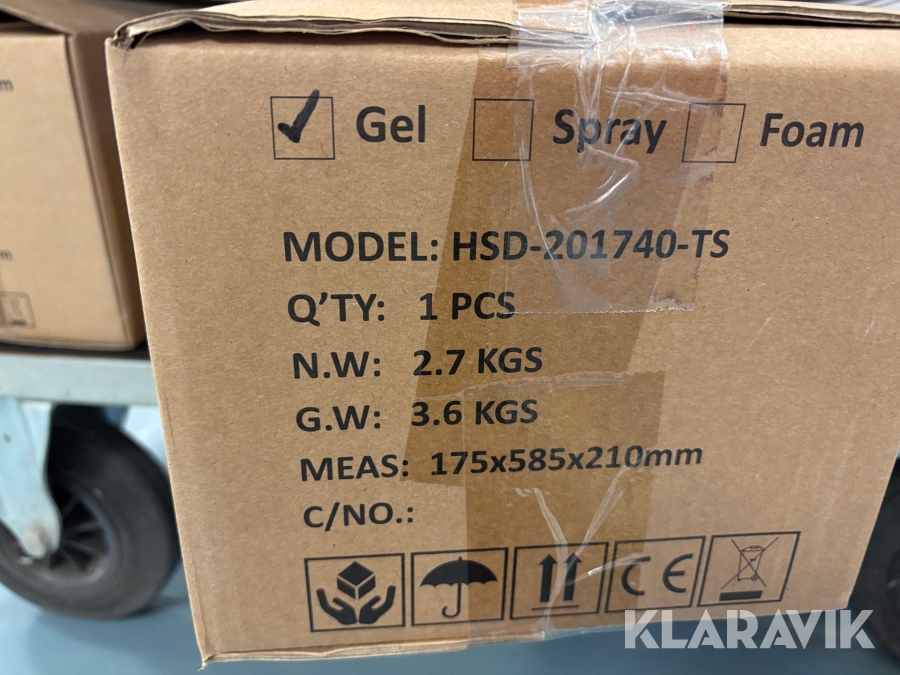 Gel Spray Foam
MODEL: HSD-201740-TS
Q'TY: 1 PCS
N.W: 2.7 KGS
G.W: 3.6 KGS
MEAS: 175x585x210mm
C/NO.:
CE
KLARAVIK